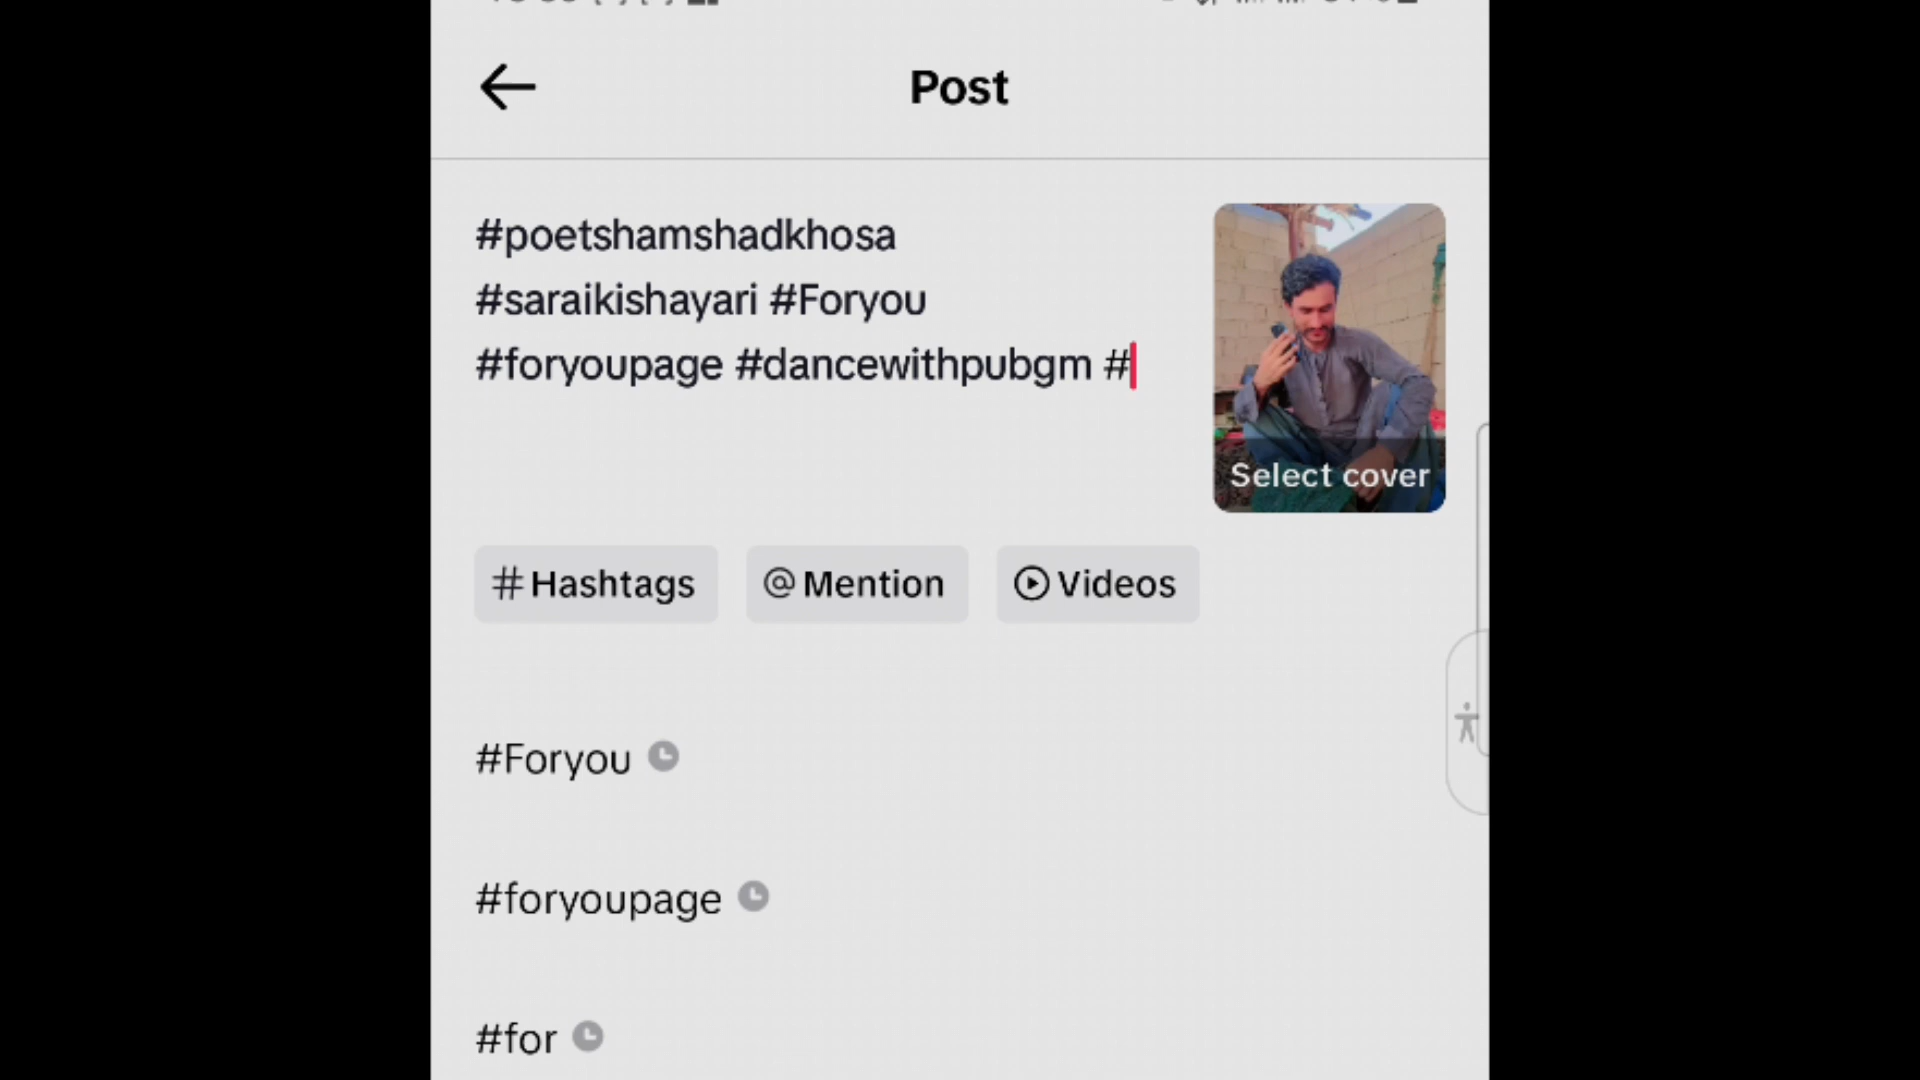 Post
#poetshamshadkhosa
#saraikishayari #Foryou
#foryoupage #dancewithpubgm #
Select cover
#Hashtags @Mention Videos
#Foryou
#foryoupage
#for